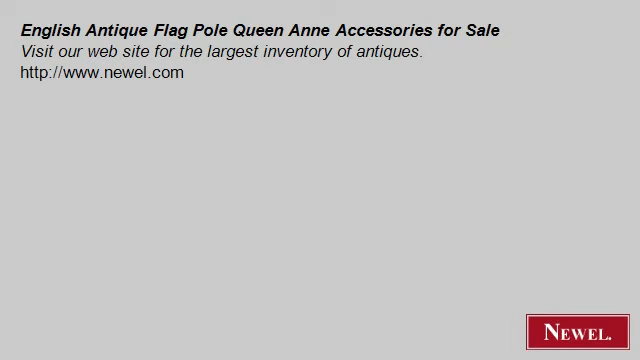 English Antique Flag Pole Queen Anne Accessories for Sale
Visit our web site for the largest inventory of antiques.
http://www.newel.com
NEWEL.